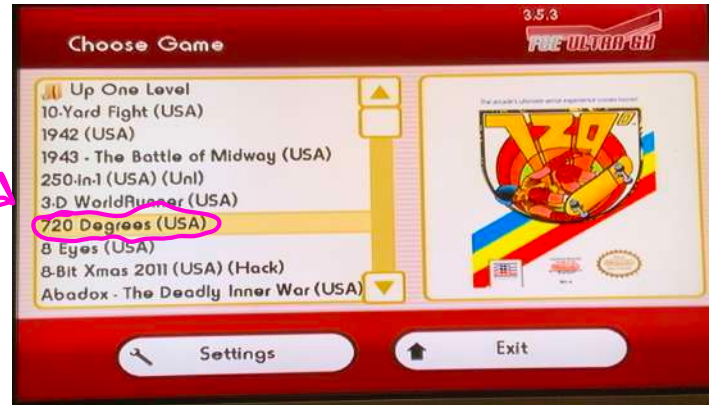 3.5.3
Choose Game
FCE ULTRA GX
Up One Level
10-Yard Fight (USA)
1942 (USA)
1943 - The Battle of Midway (USA)
250-in-1 (USA) (Unl)
3-D WorldRunner (USA)
720 Degrees (USA)
8 Eyes (USA)
8-Bit Xmas 2011 (USA) (Hack)
Abadox - The Deadly Inner War (USA)
720°
Settings
Exit